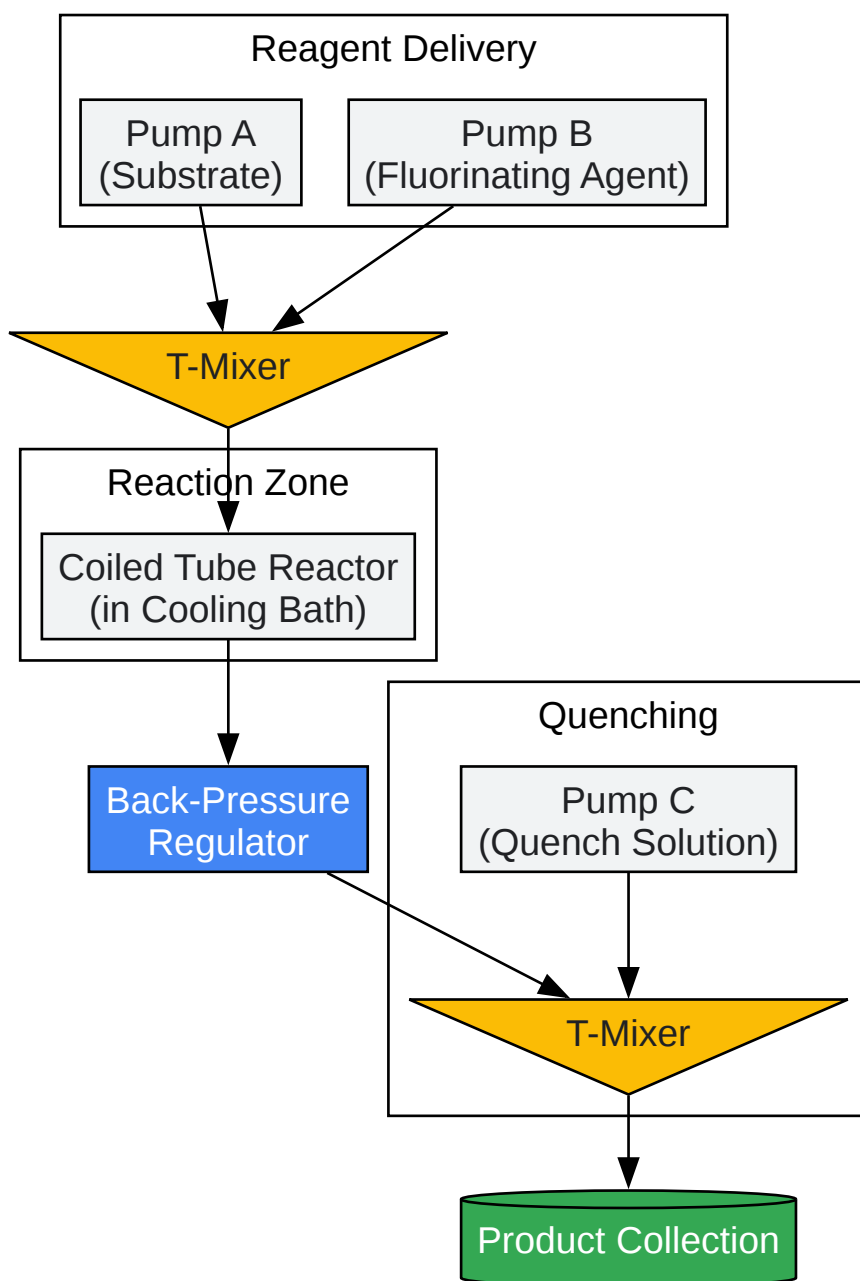 Reagent Delivery
Pump A
(Substrate)
Pump B
(Fluorinating Agent)
T-Mixer
Reaction Zone
Coiled Tube Reactor
(in Cooling Bath)
Back-Pressure
Regulator
Quenching
Pump C
(Quench Solution)
T-Mixer
Product Collection